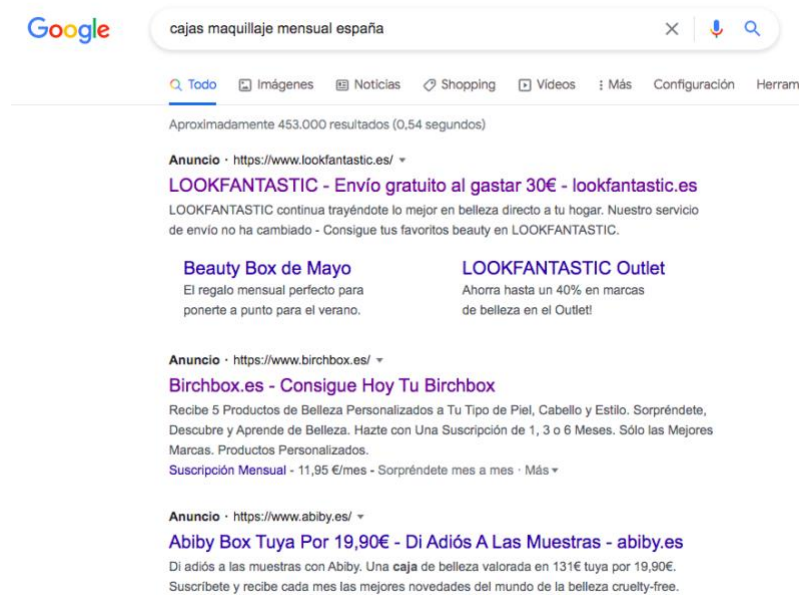 Google
cajas maquillaje mensual españa
Todo Imágenes Noticias Shopping Vídeos Más Configuración Herram
Aproximadamente 453.000 resultados (0,54 segundos)
Anuncio · https://www.lookfantastic.es/
LOOKFANTASTIC - Envío gratuito al gastar 30€ - lookfantastic.es
LOOKFANTASTIC continua trayéndote lo mejor en belleza directo a tu hogar. Nuestro servicio
de envío no ha cambiado - Consigue tus favoritos beauty en LOOKFANTASTIC.
Beauty Box de Mayo
El regalo mensual perfecto para
ponerte a punto para el verano.
LOOKFANTASTIC Outlet
Ahorra hasta un 40% en marcas
de belleza en el Outlet!
Anuncio · https://www.birchbox.es/
Birchbox.es - Consigue Hoy Tu Birchbox
Recibe 5 Productos de Belleza Personalizados a Tu Tipo de Piel, Cabello y Estilo. Sorpréndete,
Descubre y Aprende de Belleza. Hazte con Una Suscripción de 1, 3 o 6 Meses. Sólo las Mejores
Marcas. Productos Personalizados.
Suscripción Mensual - 11,95 €/mes - Sorpréndete mes a mes · Más
Anuncio · https://www.abiby.es/
Abiby Box Tuya Por 19,90€ - Di Adiós A Las Muestras - abiby.es
Di adiós a las muestras con Abiby. Una caja de belleza valorada en 131€ tuya por 19,90€.
Suscríbete y recibe cada mes las mejores novedades del mundo de la belleza cruelty-free.